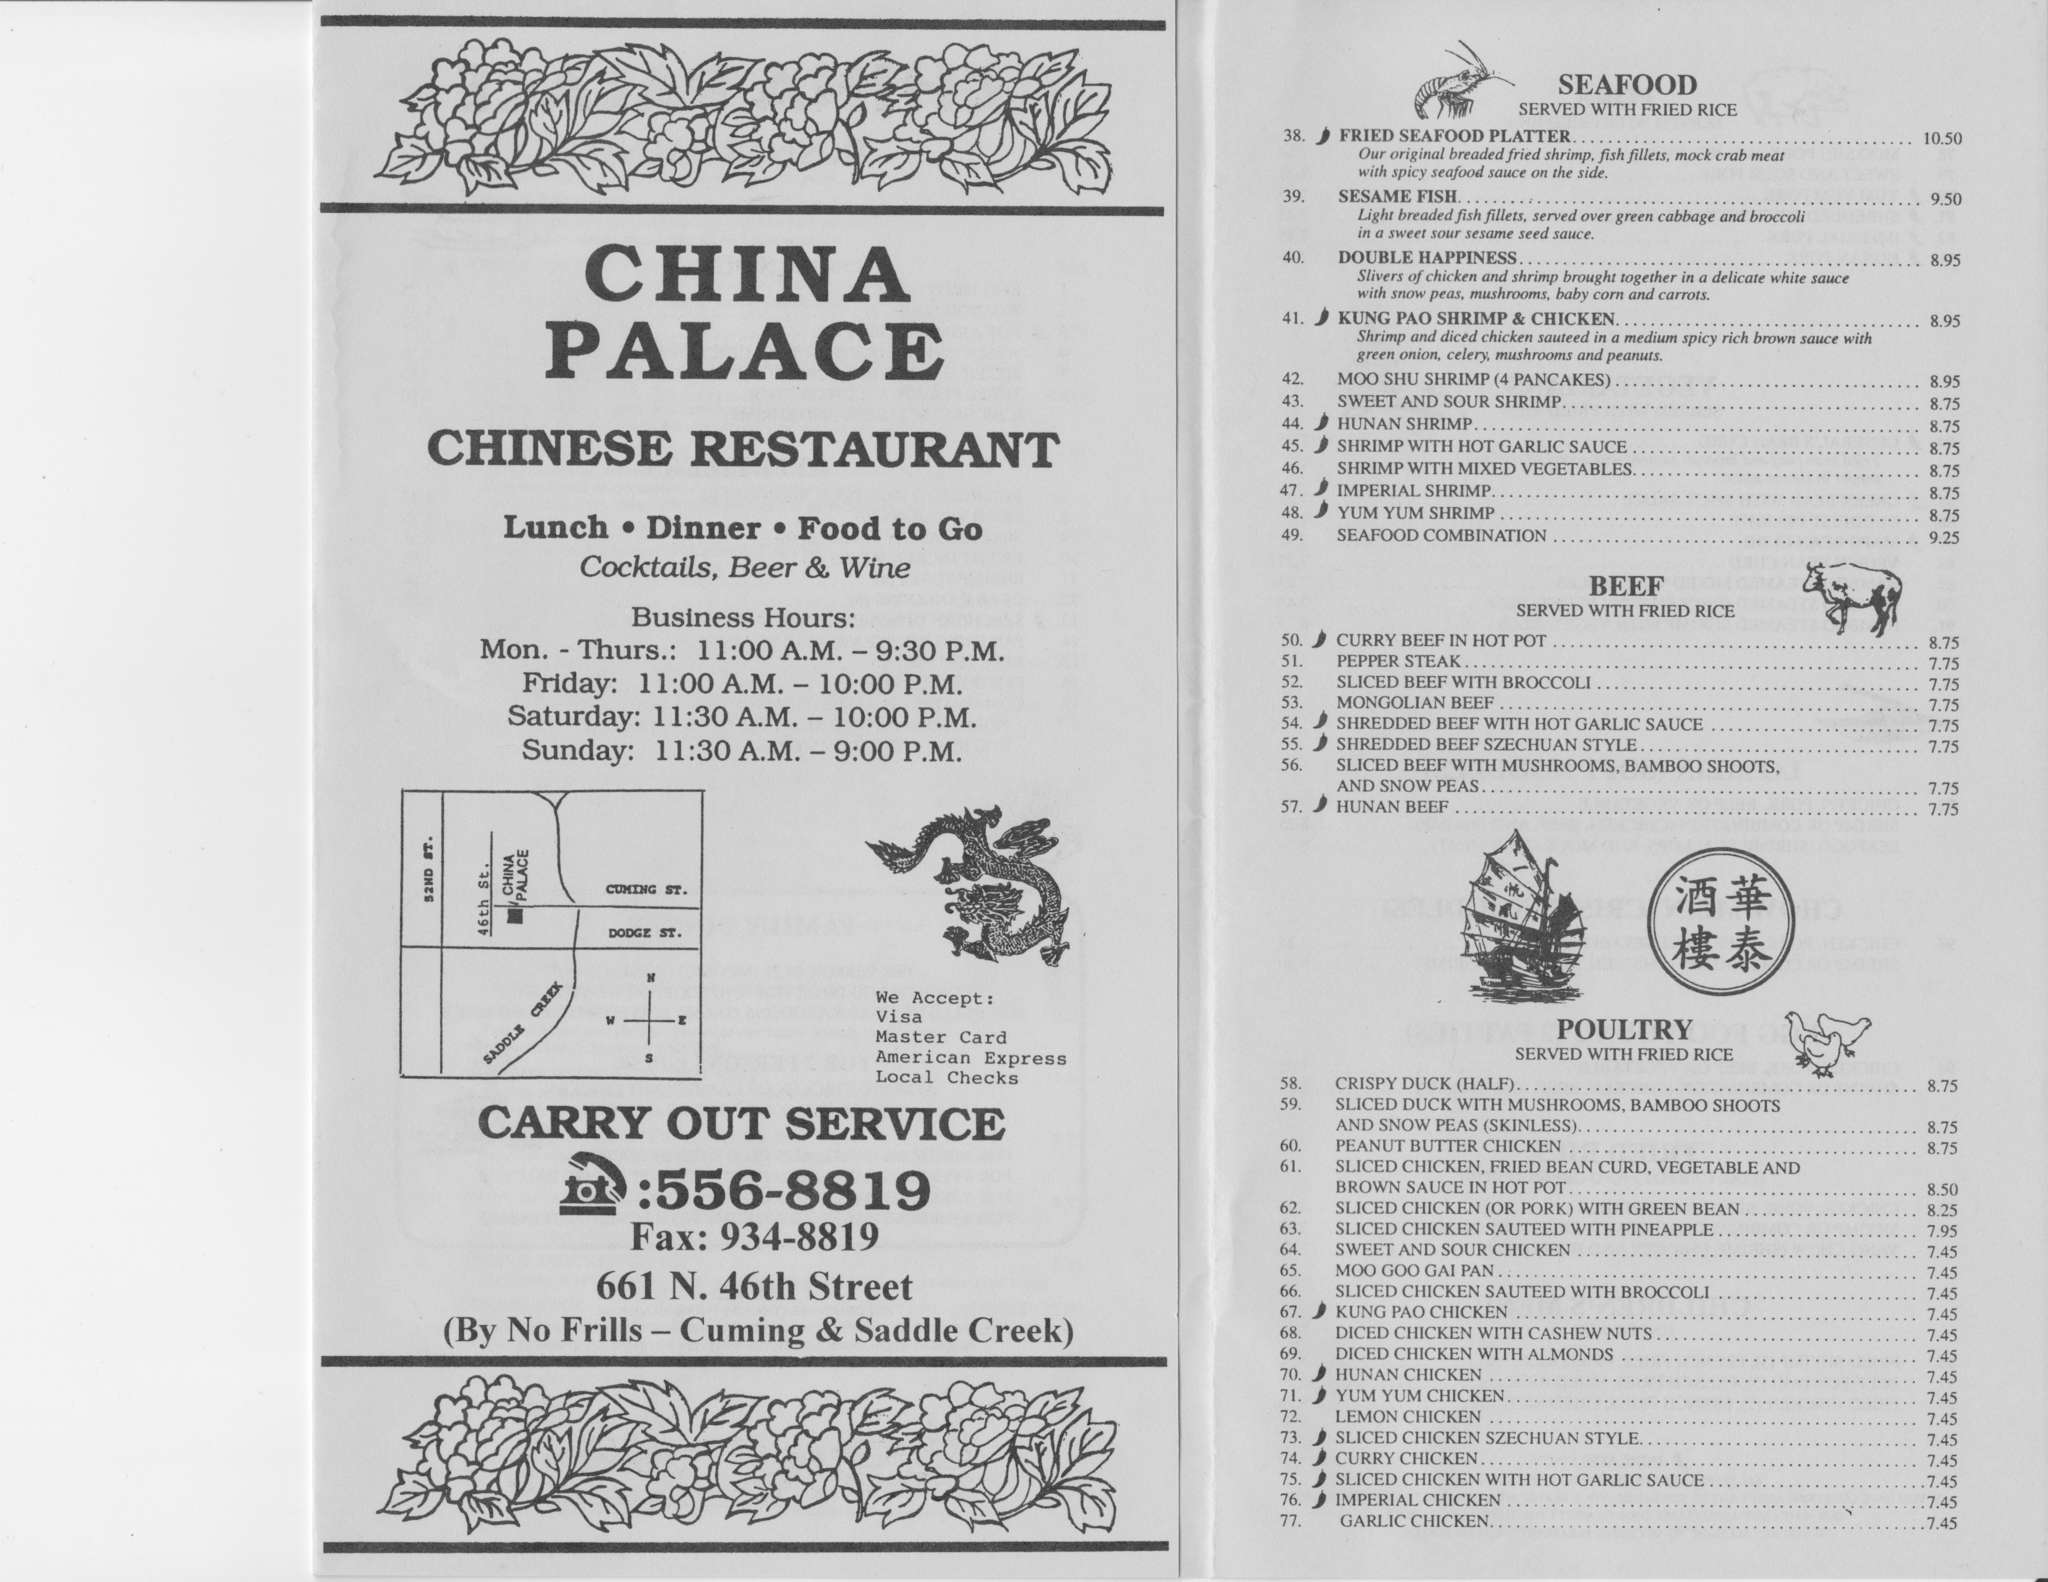 CHINA
PALACE
CHINESE RESTAURANT
Lunch • Dinner • Food to Go
Cocktails, Beer & Wine
Business Hours:
Mon. - Thurs.: 11:00 A.M. – 9:30 P.M.
Friday: 11:00 A.M. – 10:00 P.M.
Saturday: 11:30 A.M. – 10:00 P.M.
Sunday: 11:30 A.M. – 9:00 P.M.
52ND ST.
46th St.
CHINA
PALACE
CUMING ST.
DODGE ST.
SADDLE CREEK
N
W E
S
We Accept:
Visa
Master Card
American Express
Local Checks
CARRY OUT SERVICE
:556-8819
Fax: 934-8819
661 N. 46th Street
(By No Frills – Cuming & Saddle Creek)
SEAFOOD
SERVED WITH FRIED RICE
38. FRIED SEAFOOD PLATTER 10.50
Our original breaded fried shrimp, fish fillets, mock crab meat
with spicy seafood sauce on the side.
39. SESAME FISH 9.50
Light breaded fish fillets, served over green cabbage and broccoli
in a sweet sour sesame seed sauce.
40. DOUBLE HAPPINESS 8.95
Slivers of chicken and shrimp brought together in a delicate white sauce
with snow peas, mushrooms, baby corn and carrots.
41. KUNG PAO SHRIMP & CHICKEN 8.95
Shrimp and diced chicken sauteed in a medium spicy rich brown sauce with
green onion, celery, mushrooms and peanuts.
42. MOO SHU SHRIMP (4 PANCAKES) 8.95
43. SWEET AND SOUR SHRIMP 8.75
44. HUNAN SHRIMP 8.75
45. SHRIMP WITH HOT GARLIC SAUCE 8.75
46. SHRIMP WITH MIXED VEGETABLES 8.75
47. IMPERIAL SHRIMP 8.75
48. YUM YUM SHRIMP 8.75
49. SEAFOOD COMBINATION 9.25
BEEF
SERVED WITH FRIED RICE
50. CURRY BEEF IN HOT POT 8.75
51. PEPPER STEAK 7.75
52. SLICED BEEF WITH BROCCOLI 7.75
53. MONGOLIAN BEEF 7.75
54. SHREDDED BEEF WITH HOT GARLIC SAUCE 7.75
55. SHREDDED BEEF SZECHUAN STYLE 7.75
56. SLICED BEEF WITH MUSHROOMS, BAMBOO SHOOTS,
AND SNOW PEAS 7.75
57. HUNAN BEEF 7.75
酒華
樓泰
POULTRY
SERVED WITH FRIED RICE
58. CRISPY DUCK (HALF) 8.75
59. SLICED DUCK WITH MUSHROOMS, BAMBOO SHOOTS
AND SNOW PEAS (SKINLESS) 8.75
60. PEANUT BUTTER CHICKEN 8.75
61. SLICED CHICKEN, FRIED BEAN CURD, VEGETABLE AND
BROWN SAUCE IN HOT POT 8.50
62. SLICED CHICKEN (OR PORK) WITH GREEN BEAN 8.25
63. SLICED CHICKEN SAUTEED WITH PINEAPPLE 7.95
64. SWEET AND SOUR CHICKEN 7.45
65. MOO GOO GAI PAN 7.45
66. SLICED CHICKEN SAUTEED WITH BROCCOLI 7.45
67. KUNG PAO CHICKEN 7.45
68. DICED CHICKEN WITH CASHEW NUTS 7.45
69. DICED CHICKEN WITH ALMONDS 7.45
70. HUNAN CHICKEN 7.45
71. YUM YUM CHICKEN 7.45
72. LEMON CHICKEN 7.45
73. SLICED CHICKEN SZECHUAN STYLE 7.45
74. CURRY CHICKEN 7.45
75. SLICED CHICKEN WITH HOT GARLIC SAUCE 7.45
76. IMPERIAL CHICKEN 7.45
77. GARLIC CHICKEN 7.45